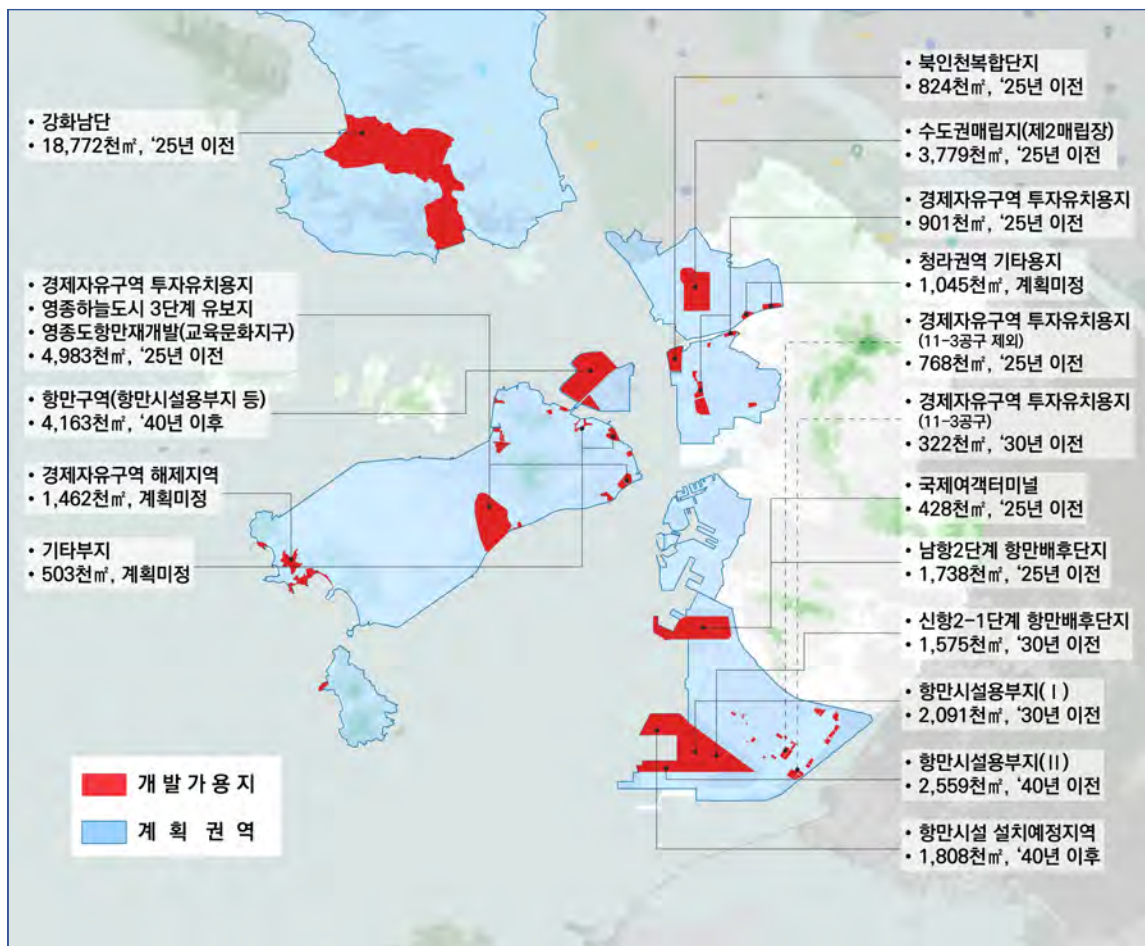 • 강화남단
• 18,772천㎡, ‘25년 이전
• 경제자유구역 투자유치용지
• 영종하늘도시 3단계 유보지
• 영종도항만재개발(교육문화지구)
• 4,983천㎡, ‘25년 이전
• 항만구역(항만시설용부지 등)
• 4,163천㎡, ‘40년 이후
• 경제자유구역 해제지역
• 1,462천㎡, 계획미정
• 기타부지
• 503천㎡, 계획미정
개발가용지
계획 권역
• 북인천복합단지
• 824천㎡, ‘25년 이전
• 수도권매립지(제2매립장)
• 3,779천㎡, ‘25년 이전
• 경제자유구역 투자유치용지
• 901천㎡, ‘25년 이전
• 청라권역 기타용지
• 1,045천㎡, 계획미정
• 경제자유구역 투자유치용지
(11-3공구 제외)
• 768천㎡, ‘25년 이전
• 경제자유구역 투자유치용지
(11-3공구)
• 322천㎡, ‘30년 이전
• 국제여객터미널
• 428천㎡, ‘25년 이전
• 남항2단계 항만배후단지
• 1,738천㎡, ‘25년 이전
• 신항2-1단계 항만배후단지
• 1,575천㎡, ‘30년 이전
• 항만시설용부지(Ⅰ)
• 2,091천㎡, ‘30년 이전
• 항만시설용부지(Ⅱ)
• 2,559천㎡, ‘40년 이전
• 항만시설 설치예정지역
• 1,808천㎡, ‘40년 이후